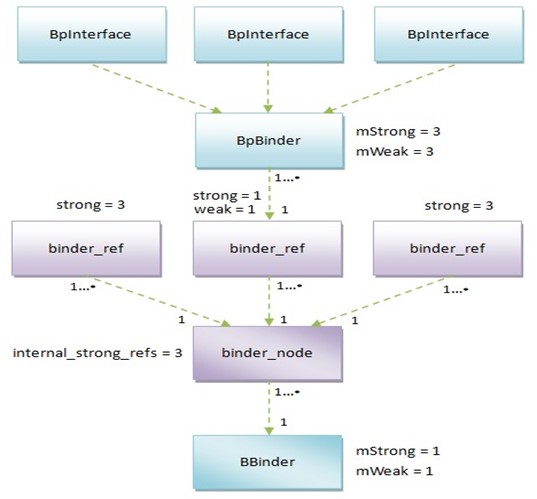 BpInterface
BpInterface
BpInterface
BpBinder
mStrong = 3
mWeak = 3
1...•
strong = 3
strong = 1
weak = 1
1
strong = 3
binder_ref
binder_ref
binder_ref
1...•
1...•
1...•
1
1
1
internal_strong_refs = 3
binder_node
1...•
1
BBinder
mStrong = 1
mWeak = 1